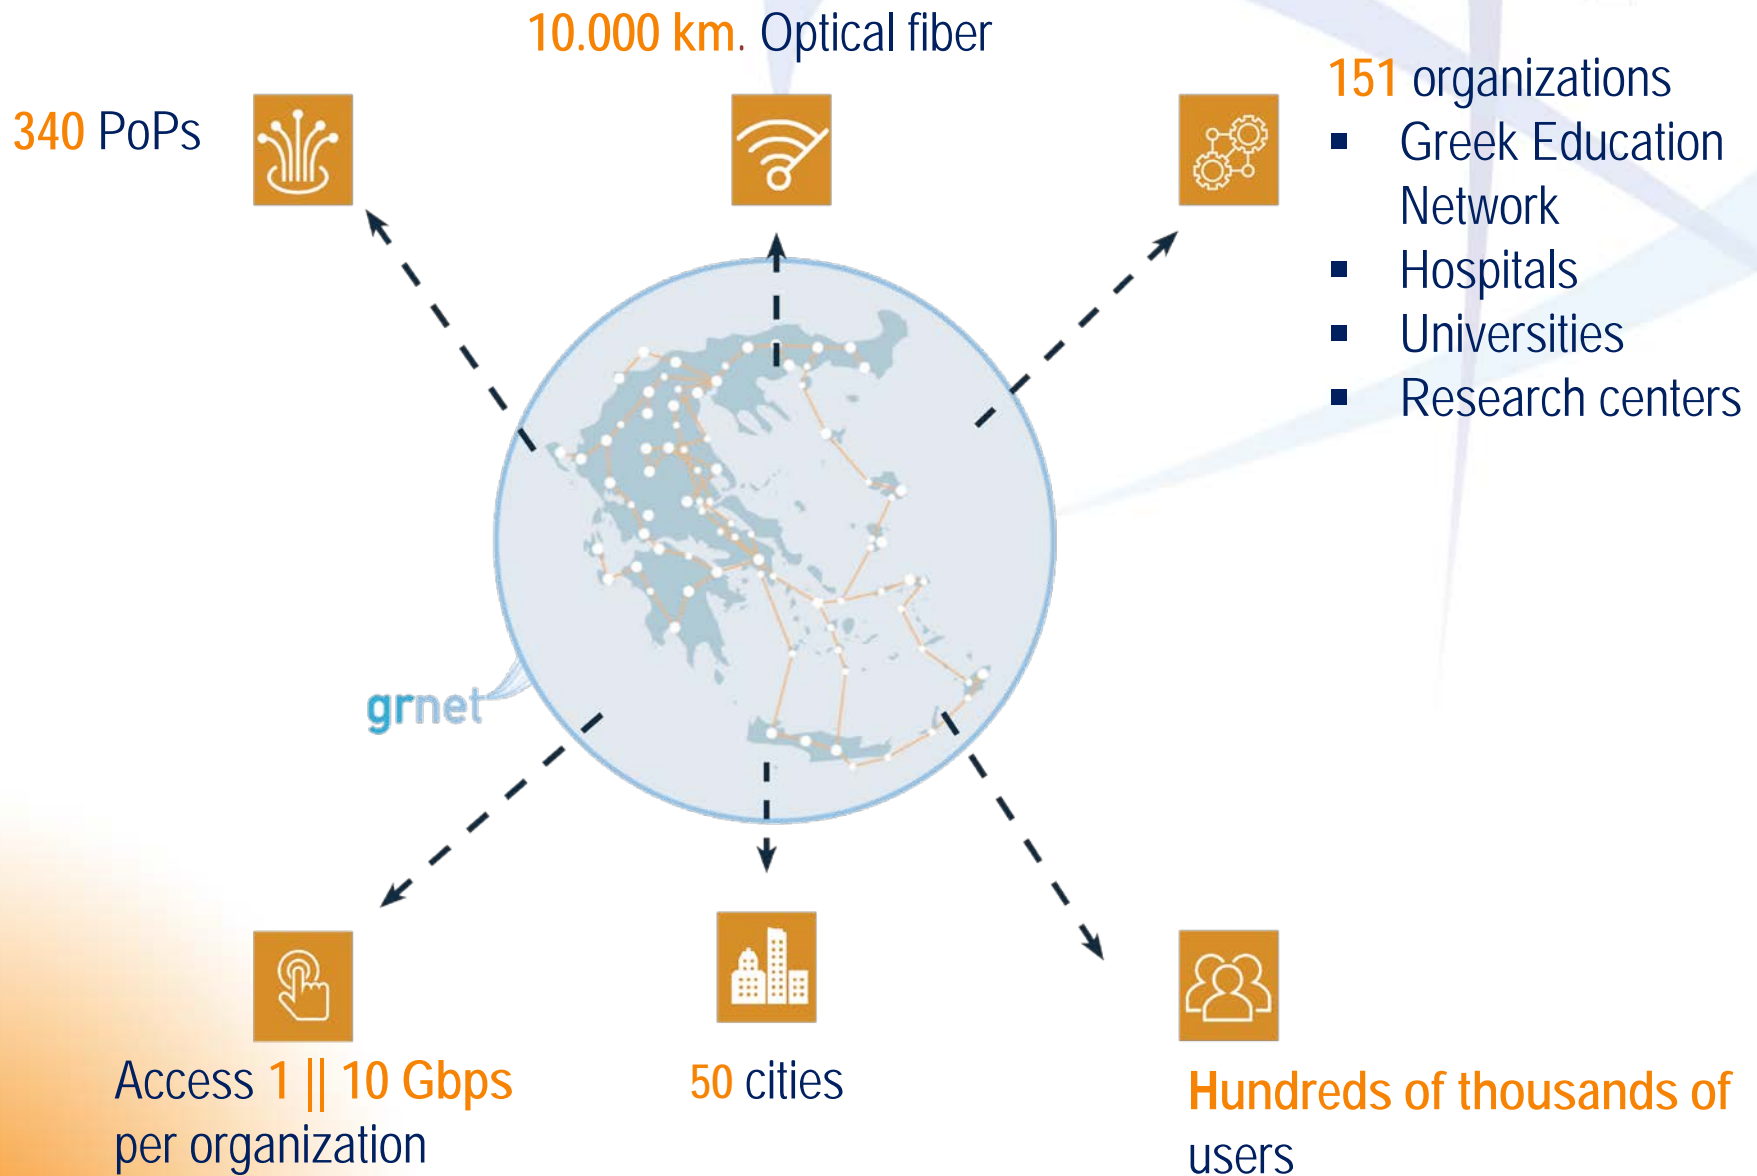 10.000 km. Optical fiber
340 PoPs
151 organizations
▪ Greek Education
Network
▪ Hospitals
▪ Universities
▪ Research centers
grnet
Access 1 || 10 Gbps
per organization
50 cities
Hundreds of thousands of
users